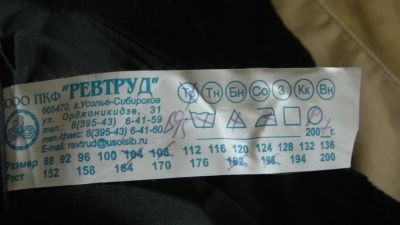 ООО ПКФ "РЕВТРУД"
665470, г.Усолье-Сибирское
ул. Орджоникидзе, 31
тел.: 8(395-43) 6-41-59
тел./факс: 8(395-43) 6-41-60
E-mail: revtrud@usolsib.ru
Ту Тн Бн Со З Кк Вн
200 г.
Размер 88 92 96 100 104 108 112 116 120 124 128 132 136
Рост 152 158 164 170 176 182 188 194 200